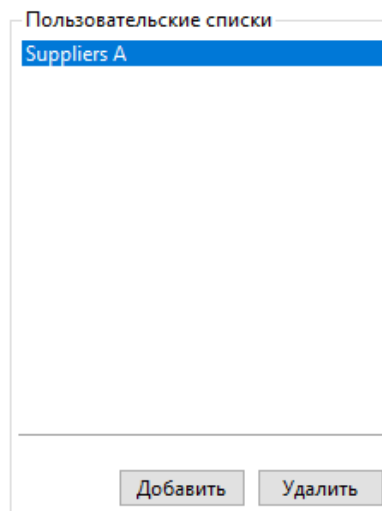 Пользовательские списки
Suppliers A
Добавить Удалить